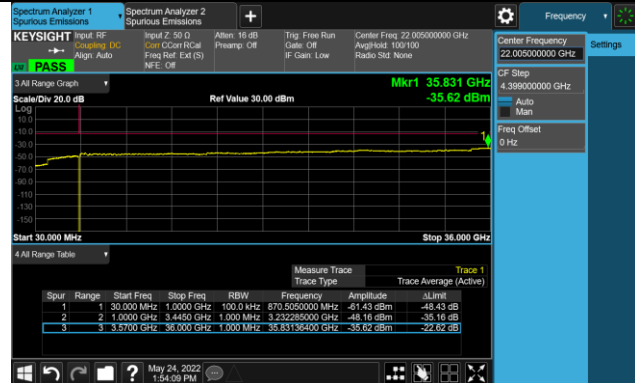 Spectrum Analyzer 1
Spurious Emissions
Spectrum Analyzer 2
Spurious Emissions
Frequency
KEYSIGHT
Input: RF
Coupling: DC
Align: Auto
Input Z: 50 Ω
Corr CCorr RCal
Freq Ref: Ext (S)
NFE: Off
Atten: 16 dB
Preamp: Off
Trig: Free Run
Gate: Off
IF Gain: Low
Center Freq: 22.005000000 GHz
Avg|Hold: 100/100
Radio Std: None
PASS
Center Frequency
22.005000000 GHz
Settings
CF Step
4.399000000 GHz
Auto
Man
Freq Offset
0 Hz
3 All Range Graph
Mkr1 35.831 GHz
Scale/Div 20.0 dB
Ref Value 30.00 dBm
-35.62 dBm
Log
10.0
-10.0
-30.0
-50.0
-70.0
-90.0
-110
-130
-150
1
Start 30.000 MHz
Stop 36.000 GHz
4 All Range Table
Measure Trace
Trace 1
Trace Type
Trace Average (Active)
Spur Range Start Freq Stop Freq RBW Frequency Amplitude ΔLimit
1 1 30.000 MHz 1.0000 GHz 100.0 kHz 870.5050000 MHz -61.43 dBm -48.43 dB
2 2 1.0000 GHz 3.4450 GHz 1.000 MHz 3.232285000 GHz -48.16 dBm -35.16 dB
3 3 3.5700 GHz 36.000 GHz 1.000 MHz 35.83136400 GHz -35.62 dBm -22.62 dB
May 24, 2022
1:54:09 PM